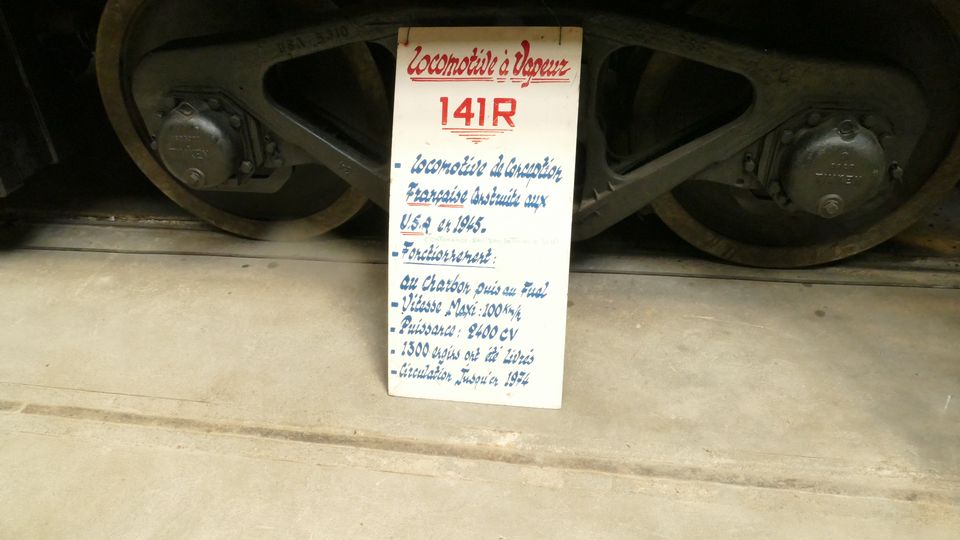 Locomotive à Vapeur
141R
- Locomotive de Conception
Française Construite aux
U.S.A. en 1945.
- Fonctionnement :
au Charbon puis au Fuel
- Vitesse Maxi : 100 Km/h
- Puissance : 2400 CV
- 1300 engins ont été livrés
- Circulation Jusqu'en 1974
TIMKEN